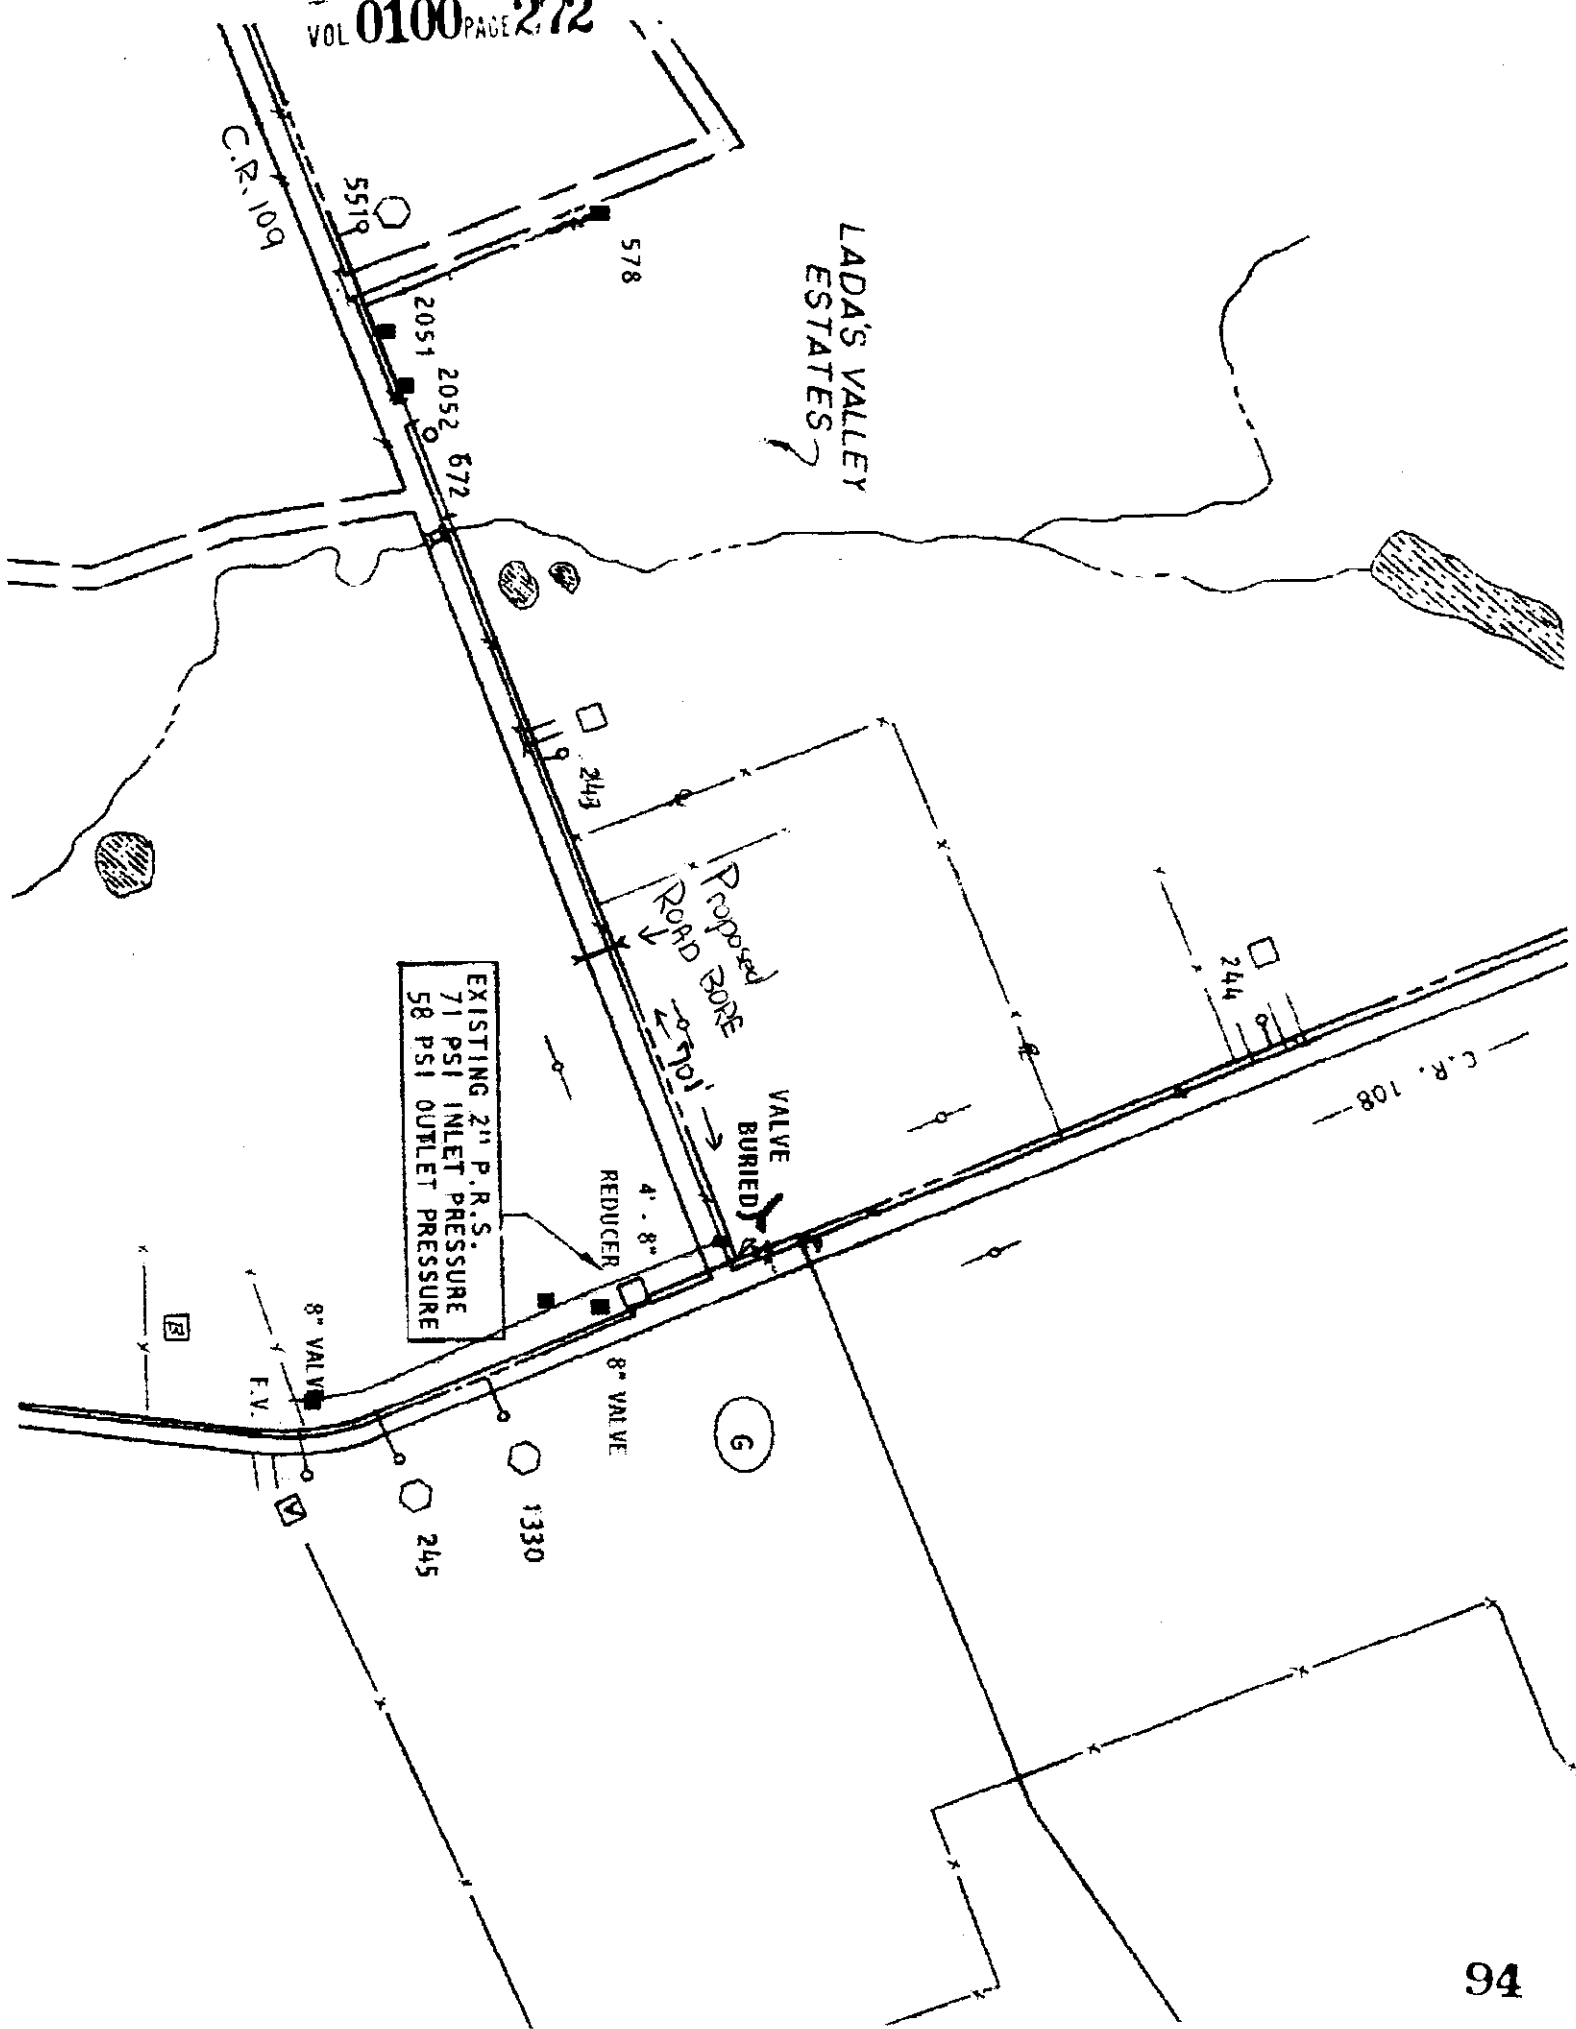 VOL 0100 PAGE 272
C.R. 109
5519
578
LADA'S VALLEY
ESTATES
2051
2052
672
243
Proposed
ROAD BORE
701'
244
C.R. 108
VALVE
BURIED
4' - 8"
REDUCER
EXISTING 2" P.R.S.
71 PSI INLET PRESSURE
58 PSI OUTLET PRESSURE
8" VALVE
8" VALVE
F.V.
B
G
V
1330
245
94